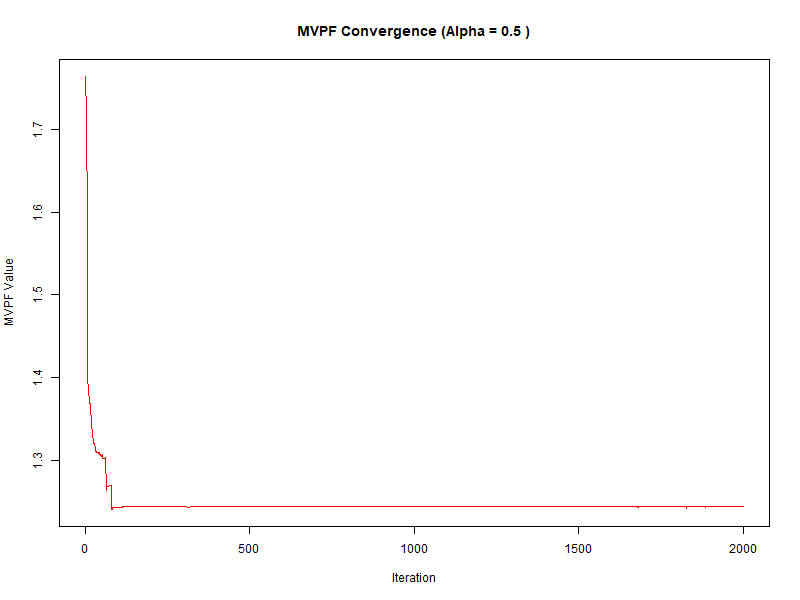 MVPF Convergence (Alpha = 0.5 )
MVPF Value
1.7
1.6
1.5
1.4
1.3
0 500 1000 1500 2000
Iteration